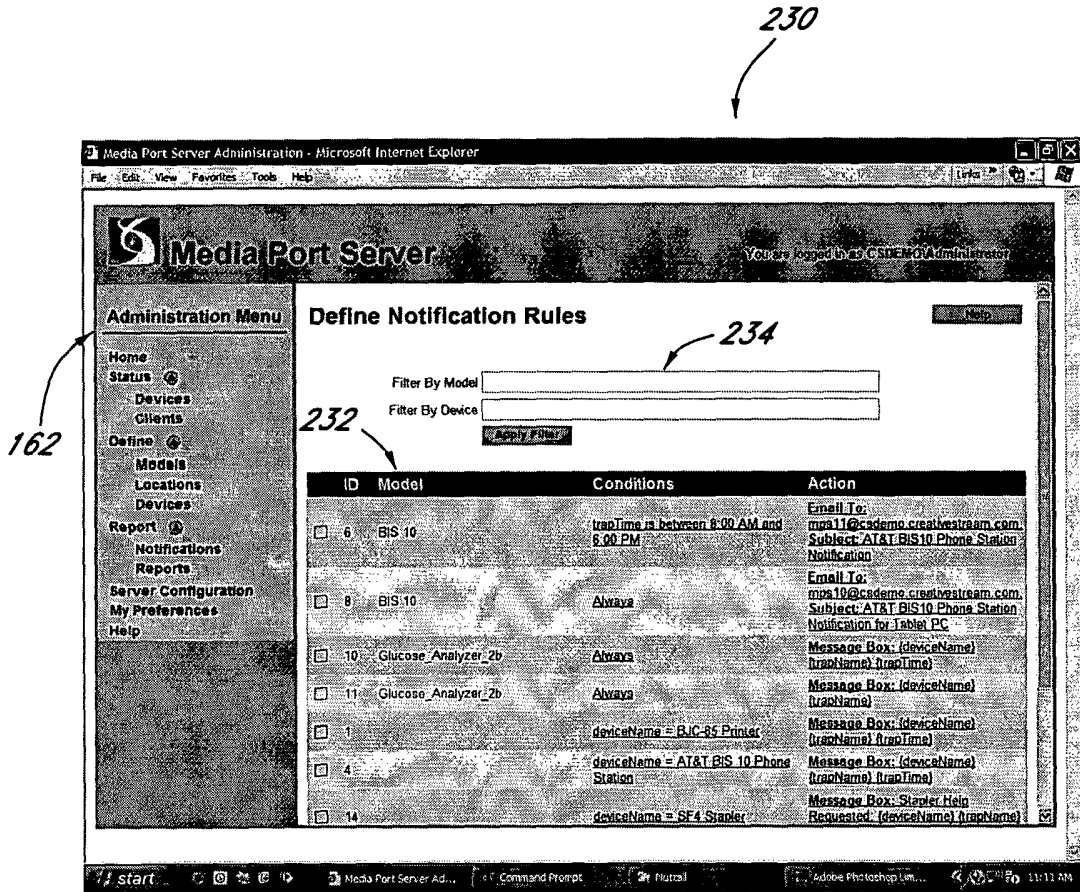 230
Media Port Server Administration - Microsoft Internet Explorer
File Edit View Favorites Tools Help
Links »
Media Port Server
You are logged in as CSDEMO\Administrator
Administration Menu
Home
Status
Devices
Clients
Define
Models
Locations
Devices
Report
Notifications
Reports
Server Configuration
My Preferences
Help
162
Define Notification Rules
Help
234
Filter By Model
Filter By Device
Apply Filter
232
ID Model Conditions Action
6 BIS 10 trapTime is between 8:00 AM and 6:00 PM Email To: mps11@csdemo.creativestream.com Subject: AT&T BIS10 Phone Station Notification
8 BIS 10 Always Email To: mps10@csdemo.creativestream.com Subject: AT&T BIS10 Phone Station Notification for Tablet PC
10 Glucose_Analyzer_2b Always Message Box: {deviceName} {trapName} {trapTime}
11 Glucose_Analyzer_2b Always Message Box: {deviceName} {trapName}
1 deviceName = BJC-85 Printer Message Box: {deviceName} {trapName} {trapTime}
4 deviceName = AT&T BIS 10 Phone Station Message Box: {deviceName} {trapName} {trapTime}
14 deviceName = SF4 Stapler Message Box: Stapler Help Requested: {deviceName} {trapName}
start
Media Port Server Ad...
Command Prompt
Nutzall
Adobe Photoshop Lim...
11:11 AM